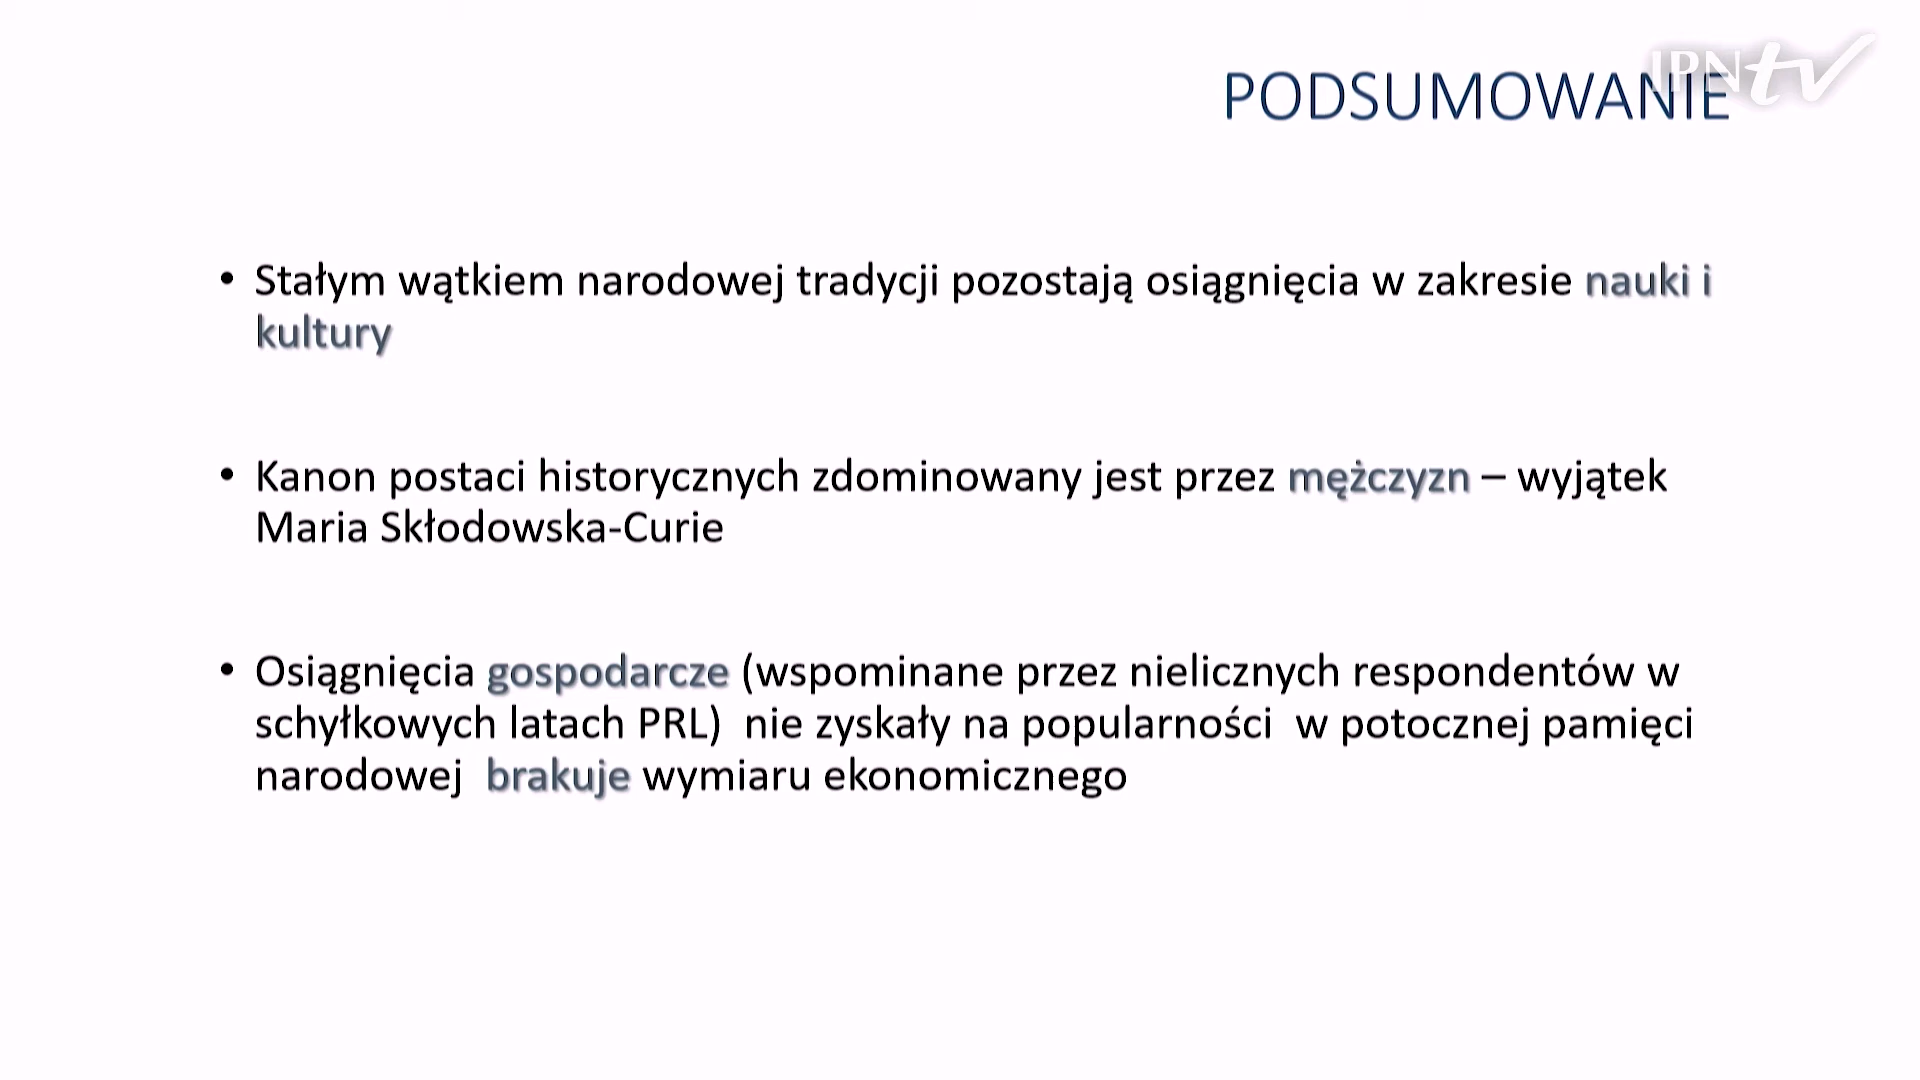 IPNtv
PODSUMOWANIE
• Stałym wątkiem narodowej tradycji pozostają osiągnięcia w zakresie nauki i
kultury
• Kanon postaci historycznych zdominowany jest przez mężczyzn – wyjątek
Maria Skłodowska-Curie
• Osiągnięcia gospodarcze (wspominane przez nielicznych respondentów w
schyłkowych latach PRL)  nie zyskały na popularności  w potocznej pamięci
narodowej  brakuje wymiaru ekonomicznego